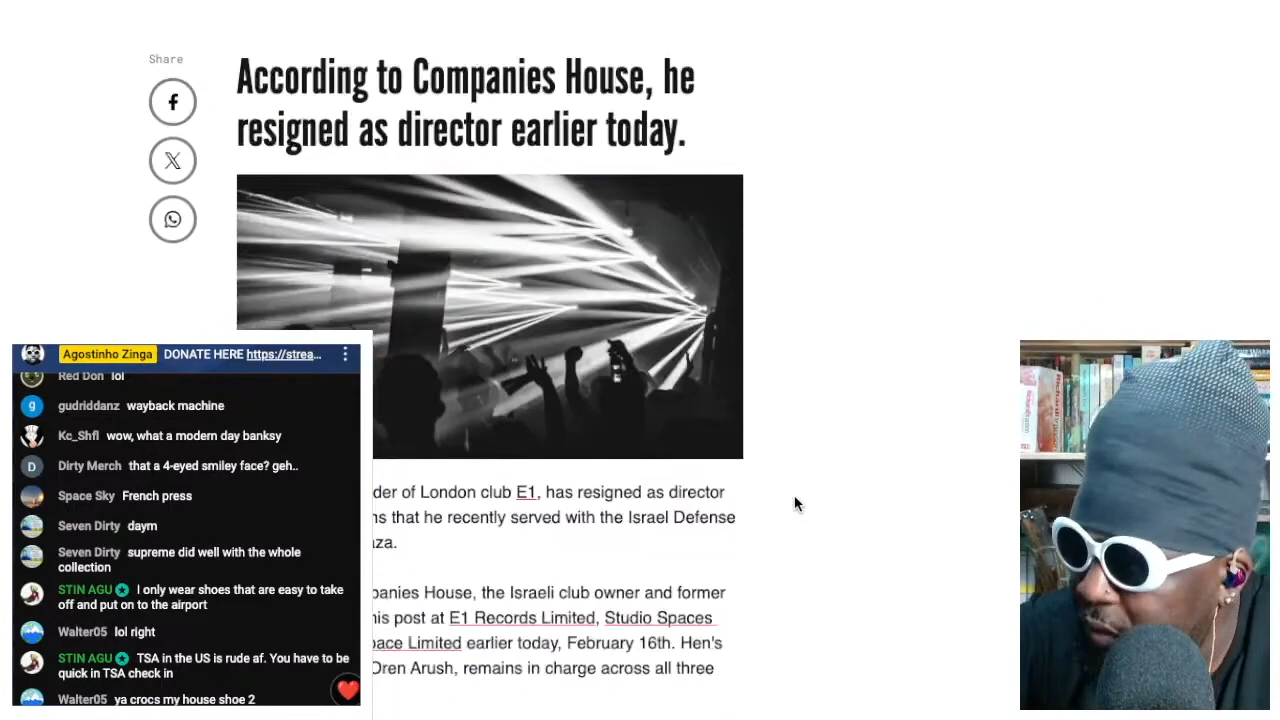 Share
According to Companies House, he
resigned as director earlier today.
Agostinho Zinga DONATE HERE https://strea...
Red Don lol
gudriddanz wayback machine
Kc_Shfl wow, what a modern day banksy
Dirty Merch that a 4-eyed smiley face? geh..
Space Sky French press
Seven Dirty daym
Seven Dirty supreme did well with the whole
collection
STIN AGU I only wear shoes that are easy to take
off and put on to the airport
Walter05 lol right
STIN AGU TSA in the US is rude af. You have to be
quick in TSA check in
Walter05 ya crocs my house shoe 2
der of London club E1, has resigned as director
ns that he recently served with the Israel Defense
aza.
panies House, the Israeli club owner and former
his post at E1 Records Limited, Studio Spaces
pace Limited earlier today, February 16th. Hen's
Oren Arush, remains in charge across all three